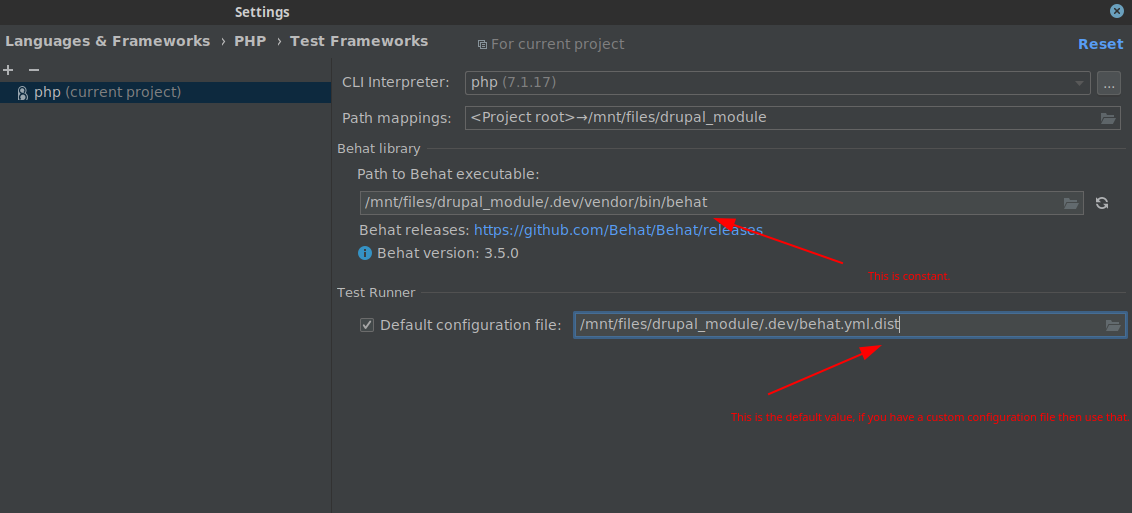 Settings
Languages & Frameworks › PHP › Test Frameworks
For current project
Reset
php (current project)
CLI Interpreter: php (7.1.17) ...
Path mappings: <Project root>→/mnt/files/drupal_module
Behat library
Path to Behat executable:
/mnt/files/drupal_module/.dev/vendor/bin/behat
Behat releases: https://github.com/Behat/Behat/releases
Behat version: 3.5.0
This is constant.
Test Runner
Default configuration file: /mnt/files/drupal_module/.dev/behat.yml.dist
This is the default value, if you have a custom configuration file then use that.